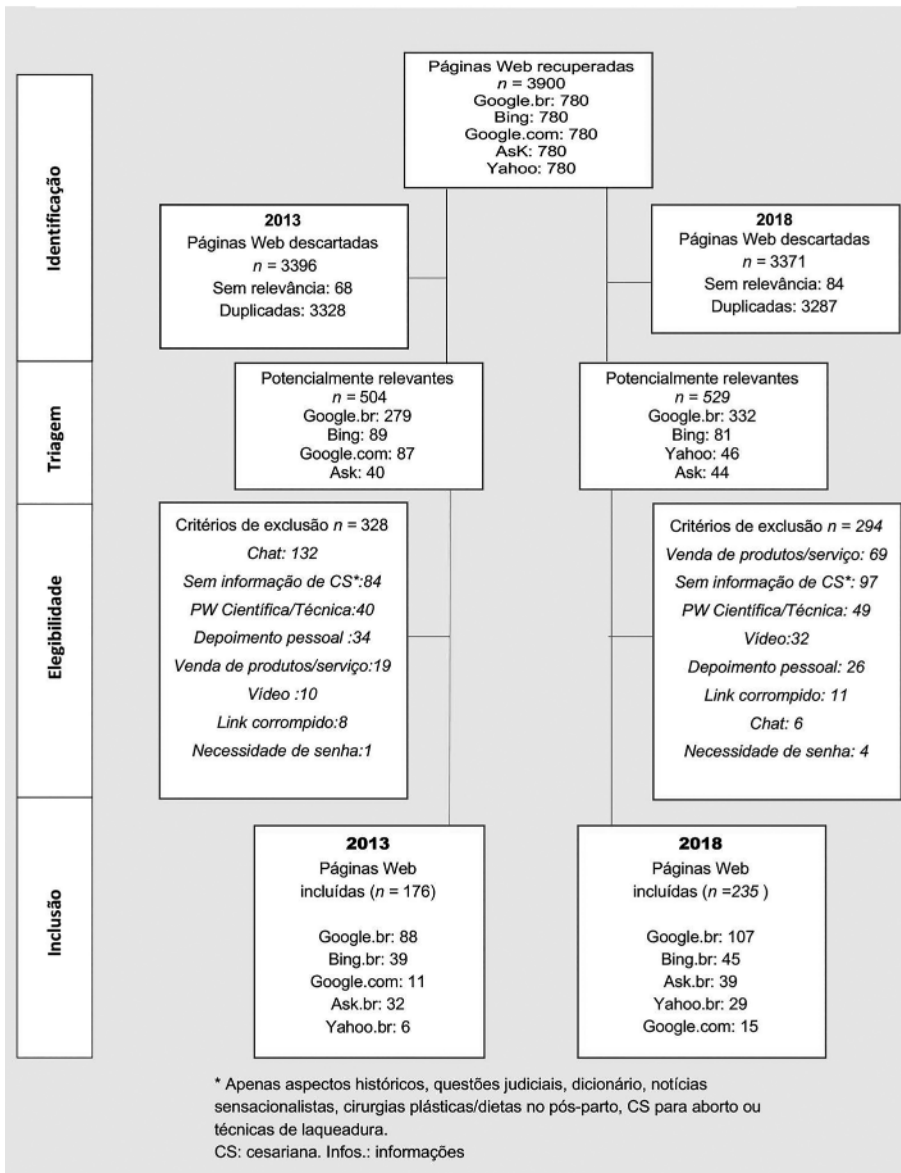 Páginas Web recuperadas
n = 3900
Google.br: 780
Bing: 780
Google.com: 780
AsK: 780
Yahoo: 780
Identificação
2013
Páginas Web descartadas
n = 3396
Sem relevância: 68
Duplicadas: 3328
2018
Páginas Web descartadas
n = 3371
Sem relevância: 84
Duplicadas: 3287
Triagem
Potencialmente relevantes
n = 504
Google.br: 279
Bing: 89
Google.com: 87
Ask: 40
Potencialmente relevantes
n = 529
Google.br: 332
Bing: 81
Yahoo: 46
Ask: 44
Elegibilidade
Critérios de exclusão n = 328
Chat: 132
Sem informação de CS*:84
PW Científica/Técnica:40
Depoimento pessoal :34
Venda de produtos/serviço:19
Vídeo :10
Link corrompido:8
Necessidade de senha:1
Critérios de exclusão n = 294
Venda de produtos/serviço: 69
Sem informação de CS*: 97
PW Científica/Técnica: 49
Vídeo:32
Depoimento pessoal: 26
Link corrompido: 11
Chat: 6
Necessidade de senha: 4
Inclusão
2013
Páginas Web
incluídas (n = 176)
Google.br: 88
Bing.br: 39
Google.com: 11
Ask.br: 32
Yahoo.br: 6
2018
Páginas Web
incluídas (n =235 )
Google.br: 107
Bing.br: 45
Ask.br: 39
Yahoo.br: 29
Google.com: 15
* Apenas aspectos históricos, questões judiciais, dicionário, notícias
sensacionalistas, cirurgias plásticas/dietas no pós-parto, CS para aborto ou
técnicas de laqueadura.
CS: cesariana. Infos.: informações